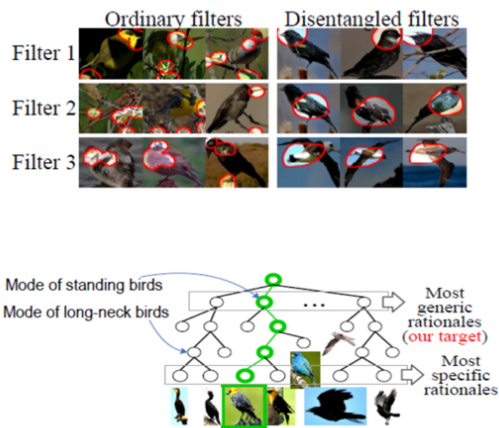 Ordinary filters
Disentangled filters
Filter 1
Filter 2
Filter 3
Mode of standing birds
Mode of long-neck birds
...
Most
generic
rationales
(our target)
Most
specific
rationales